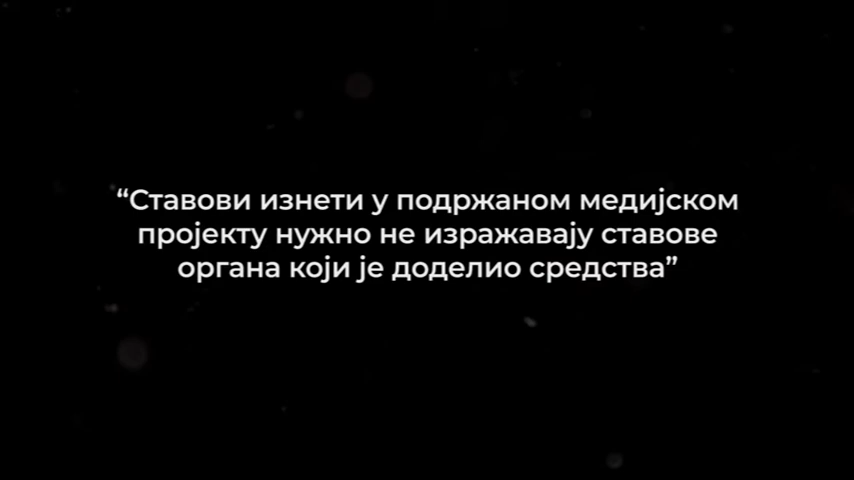 “Ставови изнети у подржаном медијском
пројекту нужно не изражавају ставове
органа који је доделио средства”